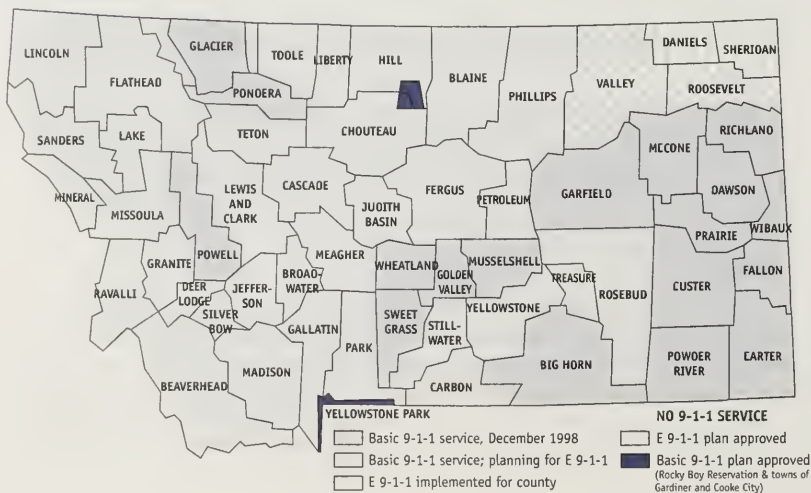 LINCOLN
FLATHEAD
GLACIER
TOOLE
LIBERTY
HILL
BLAINE
PHILLIPS
VALLEY
DANIELS
SHERIOAN
ROOSEVELT
PONOERA
TETON
CHOUTEAU
SANDERS
LAKE
MINERAL
MISSOULA
LEWIS
AND
CLARK
CASCAOE
JUOITH
BASIN
FERGUS
PETROLEUM
GARFIELD
MCCONE
RICHLANO
DAWSON
PRAIRIE
WIBAUX
GRANITE
POWELL
MEAGHER
BROAO-
WATER
WHEATLAND
GOLDEN
VALLEY
MUSSELSHELL
TREASURE
ROSEBUD
CUSTER
FALLON
RAVALLI
DEER
LODGE
SILVER
BOW
JEFFER-
SON
GALLATIN
PARK
SWEET
GRASS
STILL-
WATER
YELLOWSTONE
BIG HORN
POWOER
RIVER
CARTER
BEAVERHEAD
MADISON
CARBON
YELLOWSTONE PARK
Basic 9-1-1 service, December 1998
Basic 9-1-1 service; planning for E 9-1-1
E 9-1-1 implemented for county
NO 9-1-1 SERVICE
E 9-1-1 plan approved
Basic 9-1-1 plan approved
(Rocky Boy Reservation & towns of
Gardiner and Cooke City)